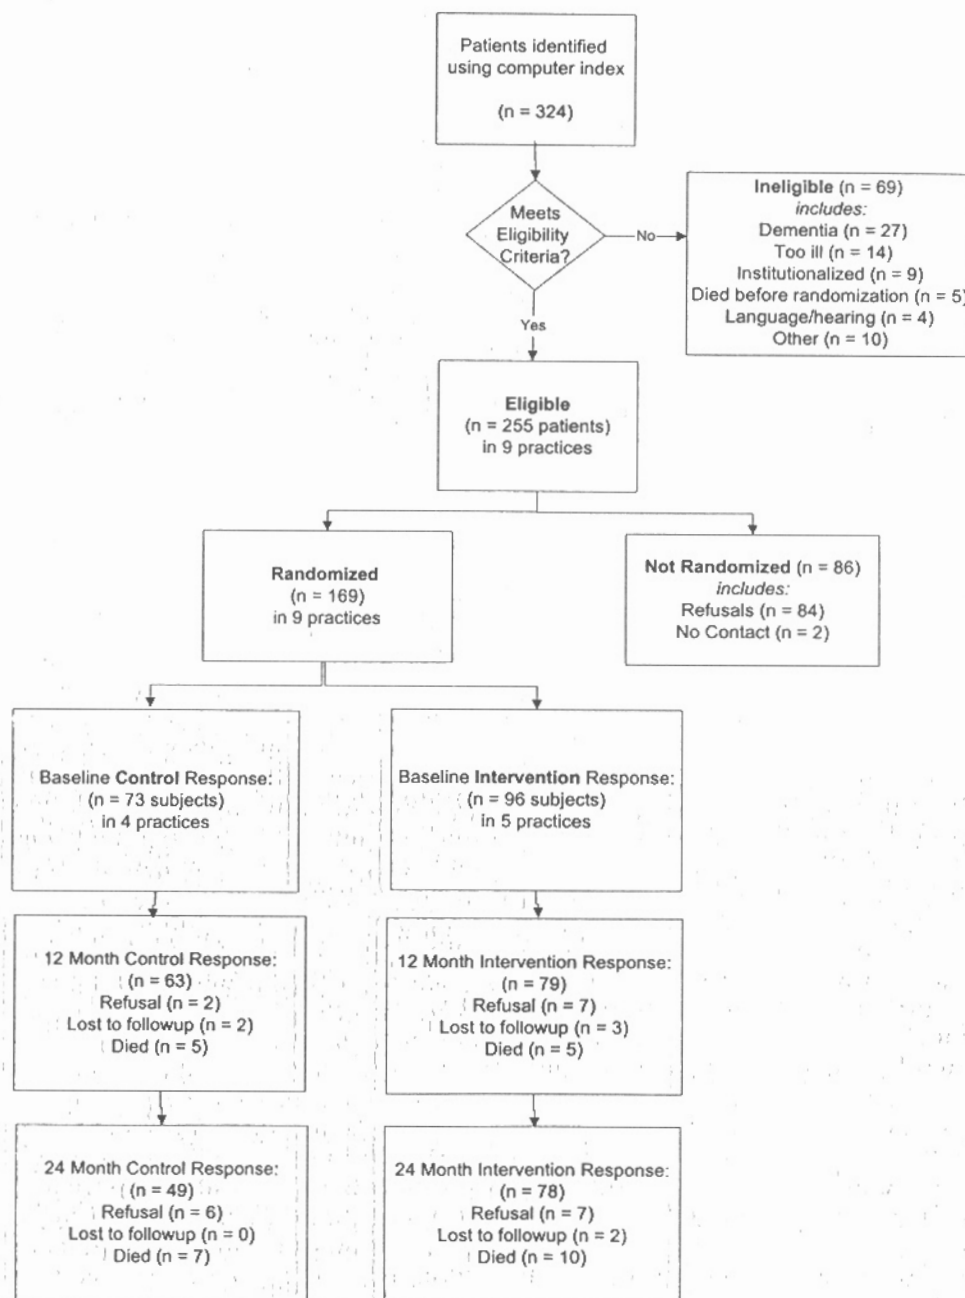 Patients identified
using computer index
(n = 324)
Meets
Eligibility
Criteria?
No
Ineligible (n = 69)
includes:
Dementia (n = 27)
Too ill (n = 14)
Institutionalized (n = 9)
Died before randomization (n = 5)
Language/hearing (n = 4)
Other (n = 10)
Yes
Eligible
(n = 255 patients)
in 9 practices
Randomized
(n = 169)
in 9 practices
Not Randomized (n = 86)
includes:
Refusals (n = 84)
No Contact (n = 2)
Baseline Control Response:
(n = 73 subjects)
in 4 practices
Baseline Intervention Response:
(n = 96 subjects)
in 5 practices
12 Month Control Response:
(n = 63)
Refusal (n = 2)
Lost to followup (n = 2)
Died (n = 5)
12 Month Intervention Response:
(n = 79)
Refusal (n = 7)
Lost to followup (n = 3)
Died (n = 5)
24 Month Control Response:
(n = 49)
Refusal (n = 6)
Lost to followup (n = 0)
Died (n = 7)
24 Month Intervention Response:
(n = 78)
Refusal (n = 7)
Lost to followup (n = 2)
Died (n = 10)